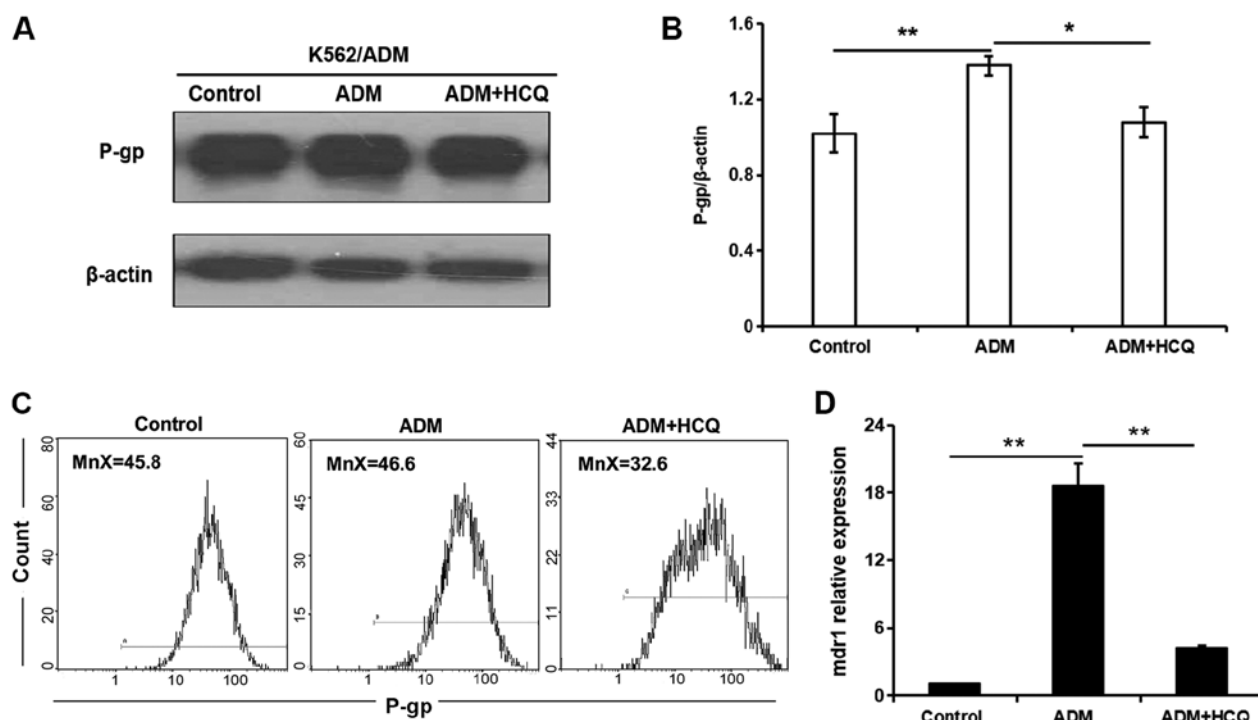 A
K562/ADM
Control ADM ADM+HCQ
P-gp
β-actin
B
P-gp/β-actin
1.6
1.2
0.8
0.4
0
** *
Control ADM ADM+HCQ
C
Control ADM ADM+HCQ
MnX=45.8 MnX=46.6 MnX=32.6
Count
80
60
40
20
0
60
45
30
15
0
44
33
22
11
0
1 10 100 1 10 100 1 10 100
P-gp
D
mdr1 relative expression
24
18
12
6
0
** **
Control ADM ADM+HCQ